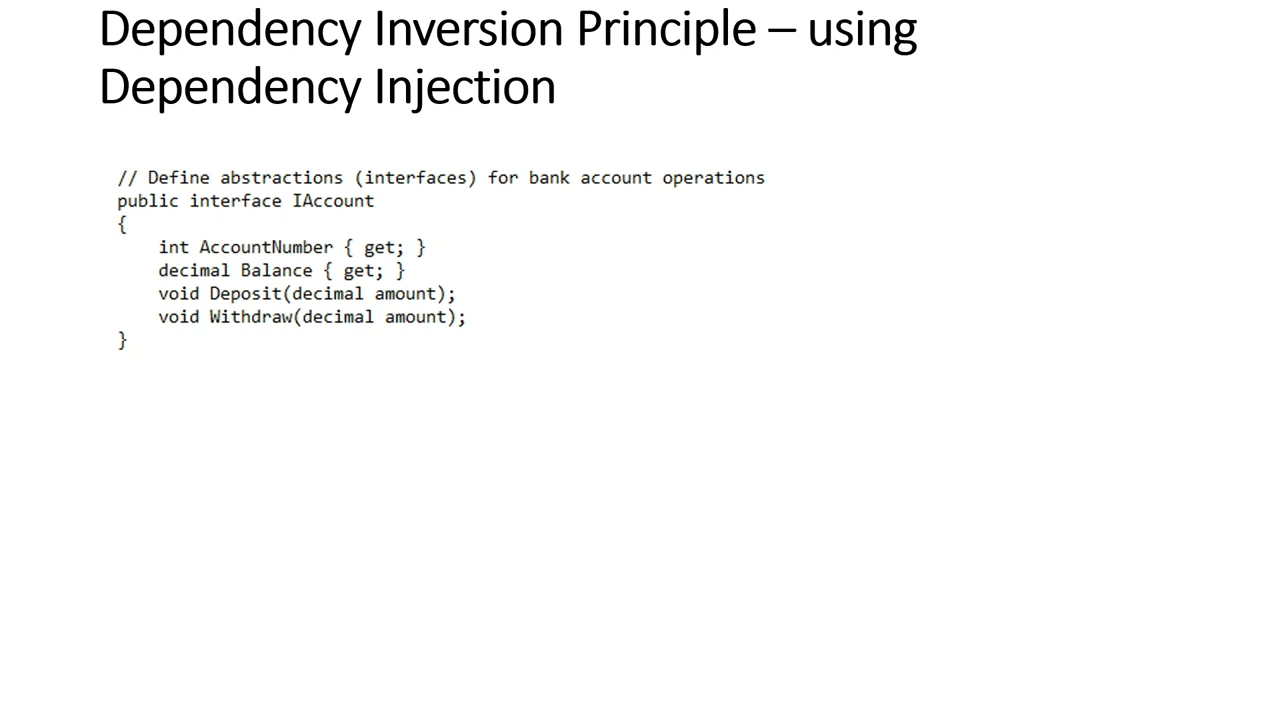 Dependency Inversion Principle – using
Dependency Injection
// Define abstractions (interfaces) for bank account operations
public interface IAccount
{
    int AccountNumber { get; }
    decimal Balance { get; }
    void Deposit(decimal amount);
    void Withdraw(decimal amount);
}